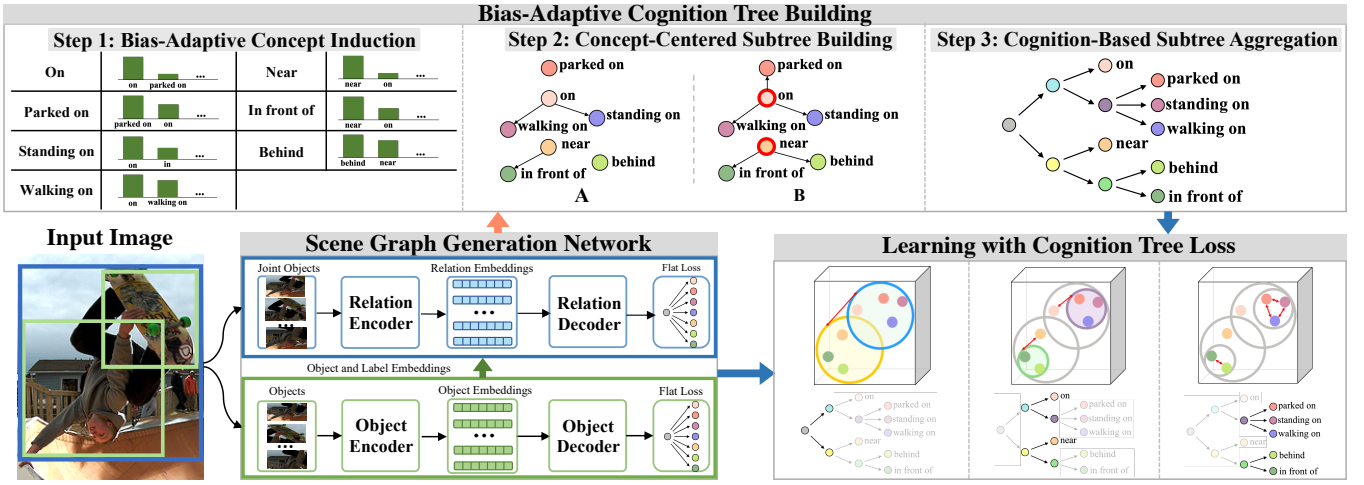 Bias-Adaptive Cognition Tree Building
Step 1: Bias-Adaptive Concept Induction
On
on
parked on
...
Near
near
on
...
Parked on
parked on
on
...
In front of
near
on
...
Standing on
on
in
...
Behind
behind
near
...
Walking on
on
walking on
...
Step 2: Concept-Centered Subtree Building
parked on
on
standing on
walking on
near
behind
in front of
A
parked on
on
standing on
walking on
near
behind
in front of
B
Step 3: Cognition-Based Subtree Aggregation
on
parked on
standing on
walking on
near
behind
in front of
Input Image
Scene Graph Generation Network
Joint Objects
Relation Embeddings
Flat Loss
Relation
Encoder
Relation
Decoder
Object and Label Embeddings
Objects
Object Embeddings
Flat Loss
Object
Encoder
Object
Decoder
Learning with Cognition Tree Loss
on
parked on
standing on
walking on
near
behind
in front of
on
parked on
standing on
walking on
near
behind
in front of
on
parked on
standing on
walking on
near
behind
in front of